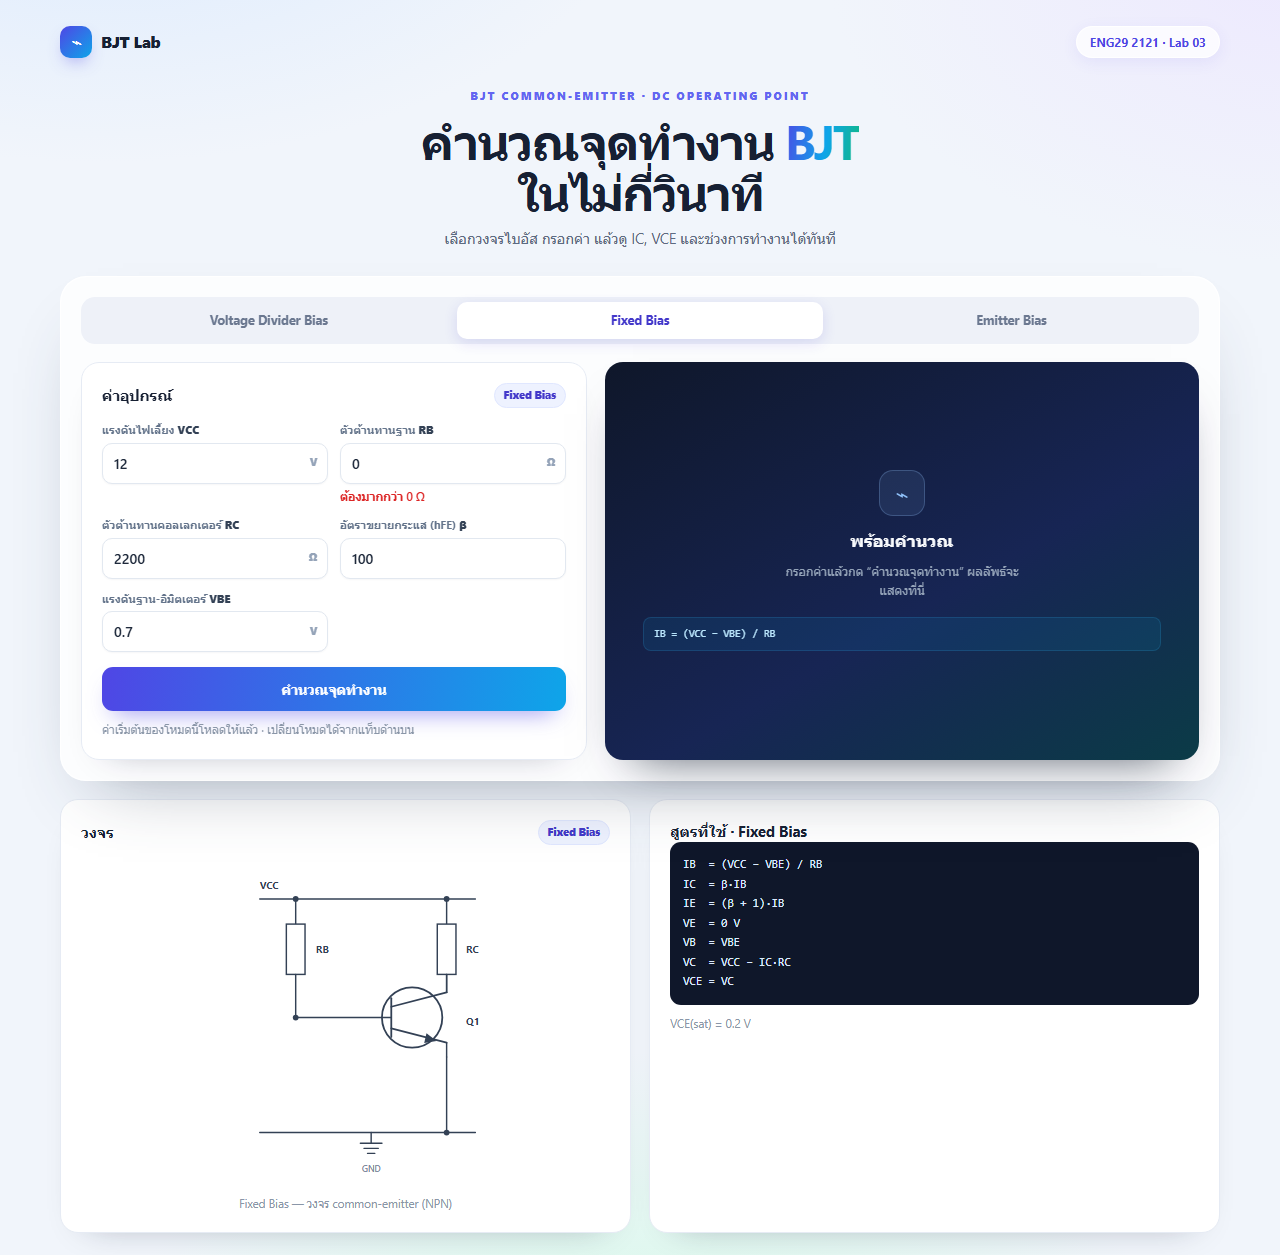 BJT Lab
ENG29 2121 · Lab 03
BJT COMMON-EMITTER · DC OPERATING POINT
คำนวณจุดทำงาน BJT
ในไม่กี่วินาที
เลือกวงจรไบอัส กรอกค่า แล้วดู IC, VCE และช่วงการทำงานได้ทันที
Voltage Divider Bias
Fixed Bias
Emitter Bias
ค่าอุปกรณ์
Fixed Bias
แรงดันไฟเลี้ยง VCC
ตัวต้านทานฐาน RB
12 V
0 Ω
ต้องมากกว่า 0 Ω
ตัวต้านทานคอลเลกเตอร์ RC
อัตราขยายกระแส (hFE) β
2200 Ω
100
แรงดันฐาน-อิมิตเตอร์ VBE
0.7 V
คำนวณจุดทำงาน
ค่าเริ่มต้นของโหมดนี้โหลดให้แล้ว · เปลี่ยนโหมดได้จากแท็บด้านบน
พร้อมคำนวณ
กรอกค่าแล้วกด “คำนวณจุดทำงาน” ผลลัพธ์จะ
แสดงที่นี่
IB = (VCC − VBE) / RB
วงจร
Fixed Bias
VCC
RB
RC
Q1
GND
Fixed Bias — วงจร common-emitter (NPN)
สูตรที่ใช้ · Fixed Bias
IB = (VCC − VBE) / RB
IC = β·IB
IE = (β + 1)·IB
VE = 0 V
VB = VBE
VC = VCC − IC·RC
VCE = VC
VCE(sat) = 0.2 V